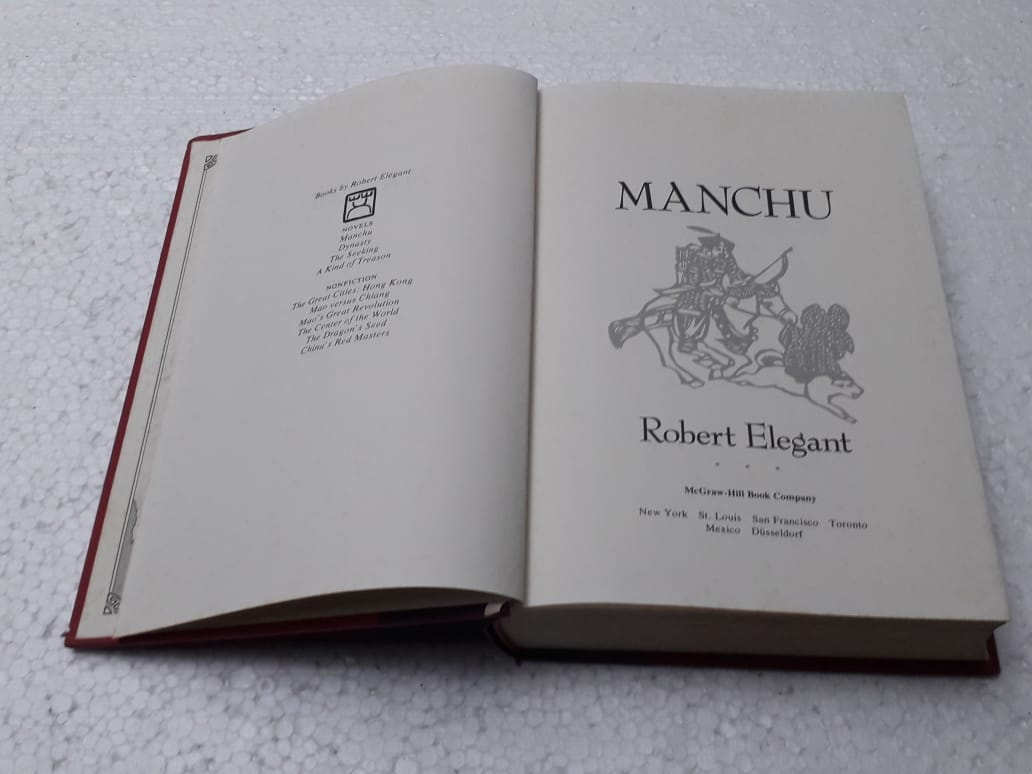 Books by Robert Elegant
NOVELS
Manchu
Dynasty
The Seeking
A Kind of Treason
NONFICTION
The Great Cities: Hong Kong
Mao versus Chiang
Mao's Great Revolution
The Center of the World
The Dragon's Seed
China's Red Masters
MANCHU
Robert Elegant
McGraw-Hill Book Company
New York St. Louis San Francisco Toronto
Mexico Düsseldorf